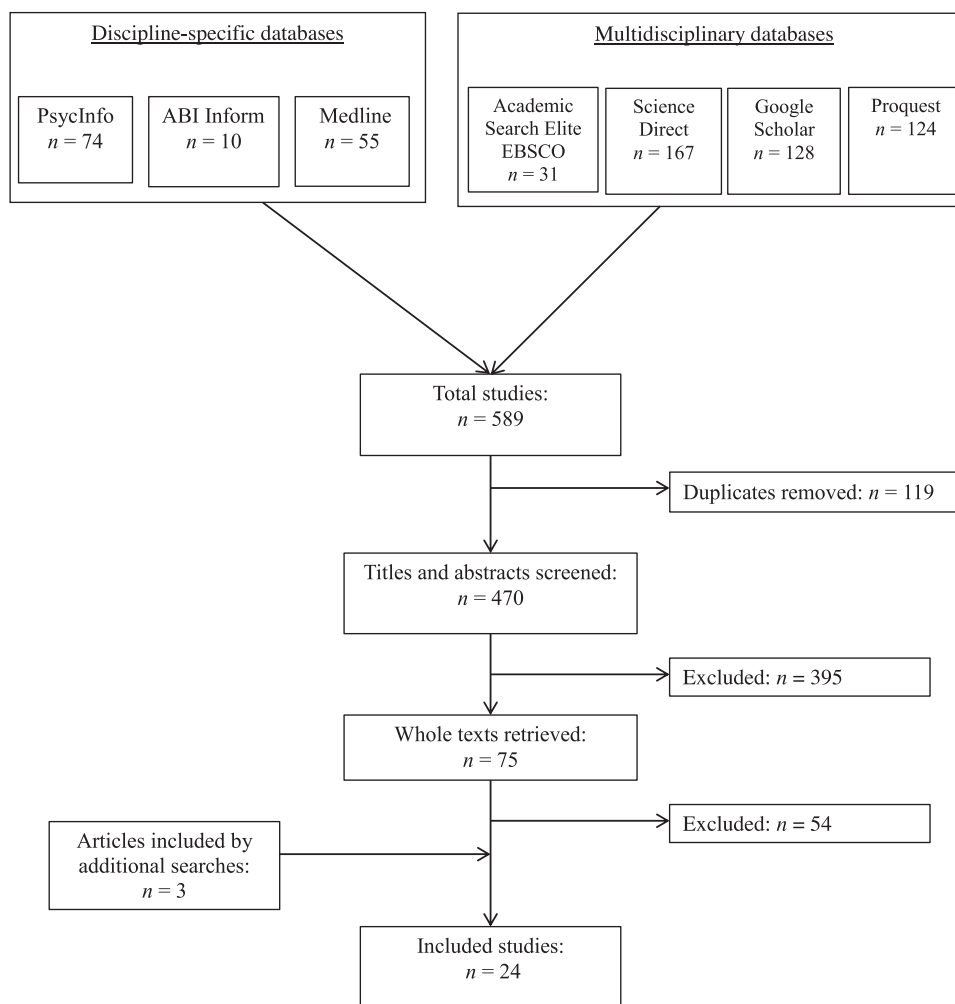 Discipline-specific databases
PsycInfo
n = 74
ABI Inform
n = 10
Medline
n = 55
Multidisciplinary databases
Academic
Search Elite
EBSCO
n = 31
Science
Direct
n = 167
Google
Scholar
n = 128
Proquest
n = 124
Total studies:
n = 589
Duplicates removed: n = 119
Titles and abstracts screened:
n = 470
Excluded: n = 395
Whole texts retrieved:
n = 75
Excluded: n = 54
Articles included by
additional searches:
n = 3
Included studies:
n = 24